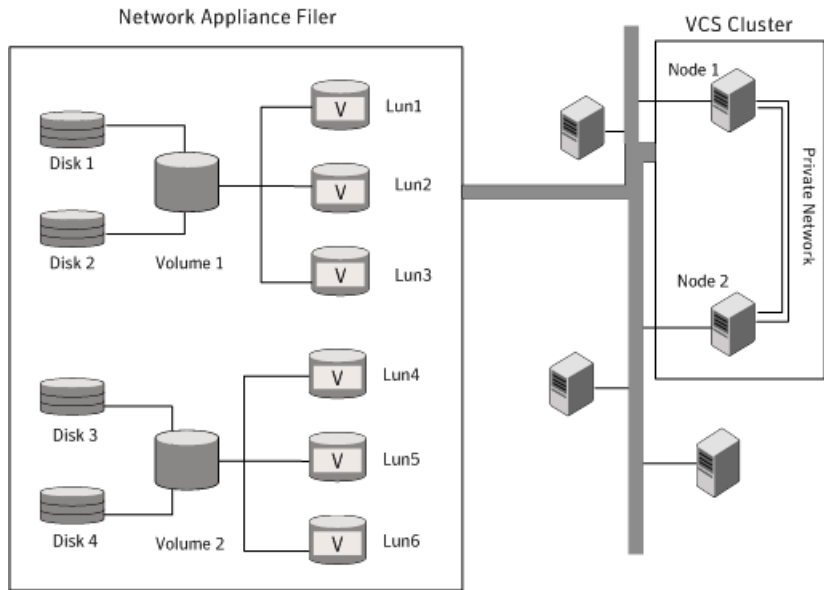 Network Appliance Filer
VCS Cluster
Disk 1
Disk 2
Volume 1
V
Lun1
V
Lun2
V
Lun3
Disk 3
Disk 4
Volume 2
V
Lun4
V
Lun5
V
Lun6
Node 1
Node 2
Private Network